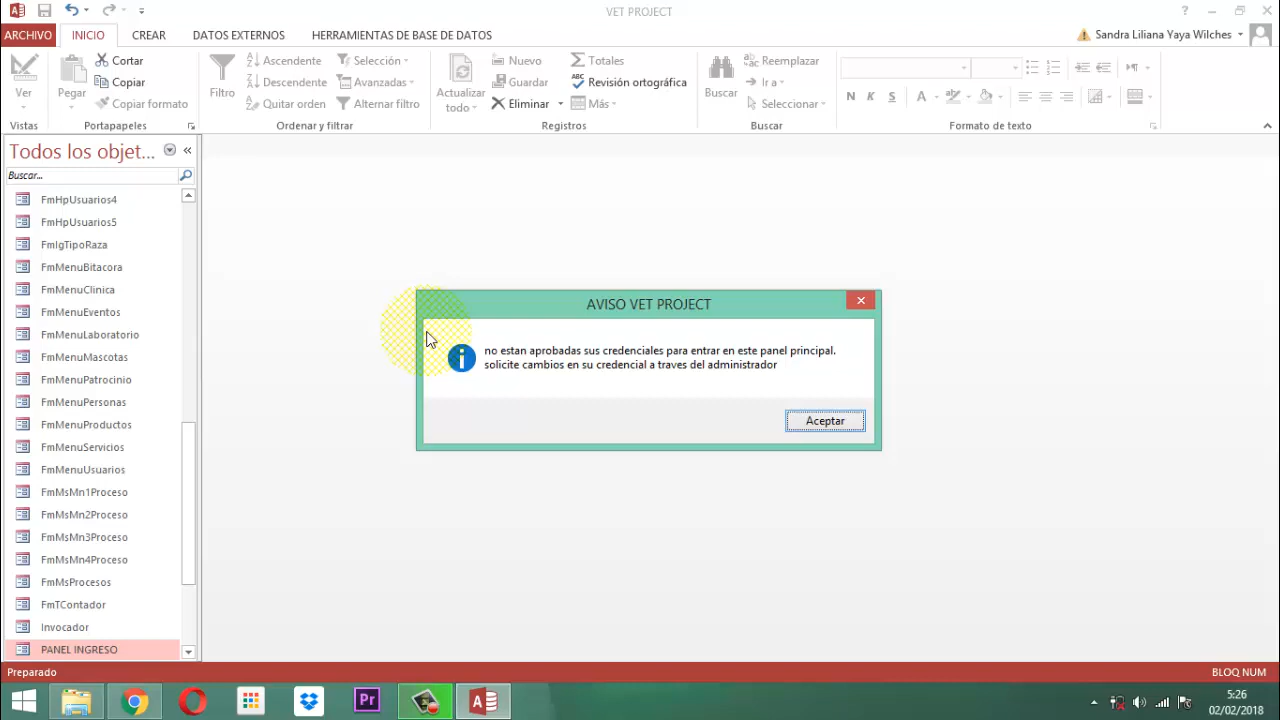 VET PROJECT
?
ARCHIVO INICIO CREAR DATOS EXTERNOS HERRAMIENTAS DE BASE DE DATOS
Sandra Liliana Yaya Wilches
Ver
Vistas
Pegar
Cortar
Copiar
Copiar formato
Portapapeles
Filtro
Ascendente
Descendente
Quitar orden
Selección
Avanzadas
Alternar filtro
Ordenar y filtrar
Actualizar
todo
Nuevo
Guardar
Eliminar
Totales
Revisión ortográfica
Más
Registros
Buscar
Reemplazar
Ir a
Seleccionar
Buscar
N K S A
Formato de texto
Todos los objet...
Buscar...
FmHpUsuarios4
FmHpUsuarios5
FmIgTipoRaza
FmMenuBitacora
FmMenuClinica
FmMenuEventos
FmMenuLaboratorio
FmMenuMascotas
FmMenuPatrocinio
FmMenuPersonas
FmMenuProductos
FmMenuServicios
FmMenuUsuarios
FmMsMn1Proceso
FmMsMn2Proceso
FmMsMn3Proceso
FmMsMn4Proceso
FmMsProcesos
FmTContador
Invocador
PANEL INGRESO
AVISO VET PROJECT
no estan aprobadas sus credenciales para entrar en este panel principal.
solicite cambios en su credencial a traves del administrador
Aceptar
Preparado
BLOQ NUM
Pr
5:26
02/02/2018